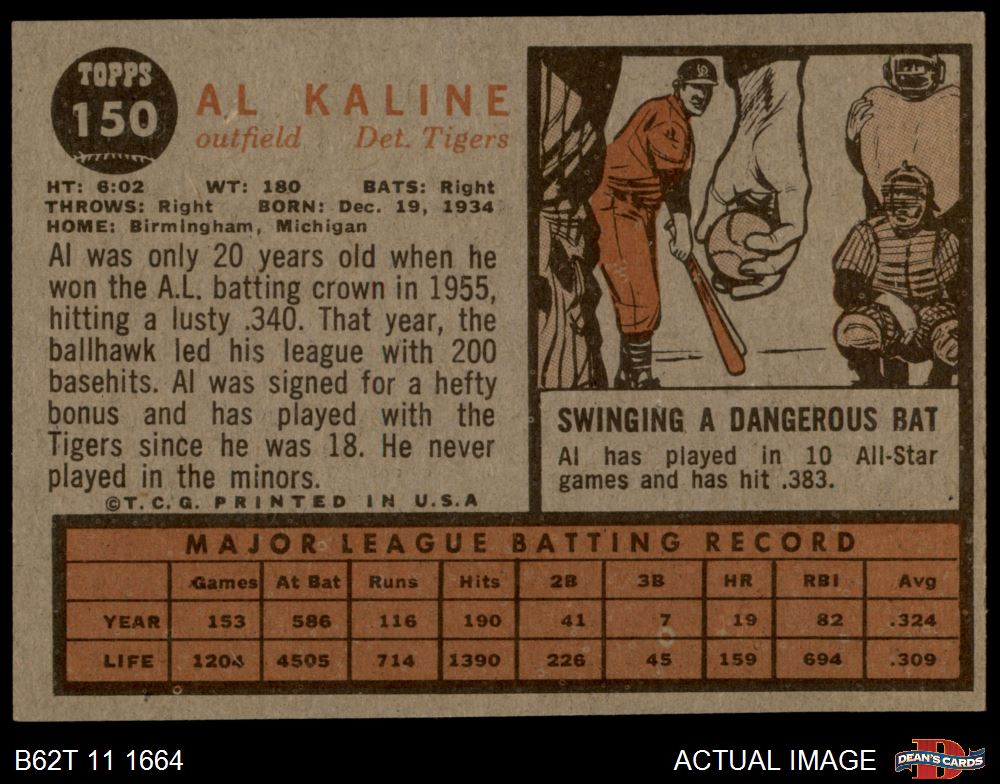 TOPPS
150
AL KALINE
outfield Det. Tigers
HT: 6:02 WT: 180 BATS: Right
THROWS: Right BORN: Dec. 19, 1934
HOME: Birmingham, Michigan
Al was only 20 years old when he
won the A.L. batting crown in 1955,
hitting a lusty .340. That year, the
ballhawk led his league with 200
basehits. Al was signed for a hefty
bonus and has played with the
Tigers since he was 18. He never
played in the minors.
©T.C.G. PRINTED IN U.S.A
SWINGING A DANGEROUS BAT
Al has played in 10 All-Star
games and has hit .383.
MAJOR LEAGUE BATTING RECORD
Games At Bat Runs Hits 2B 3B HR RBI Avg
YEAR 153 586 116 190 41 7 19 82 .324
LIFE 4505 714 1390 226 45 159 694 .309
B62T 11 1664
ACTUAL IMAGE
DEAN'S CARDS